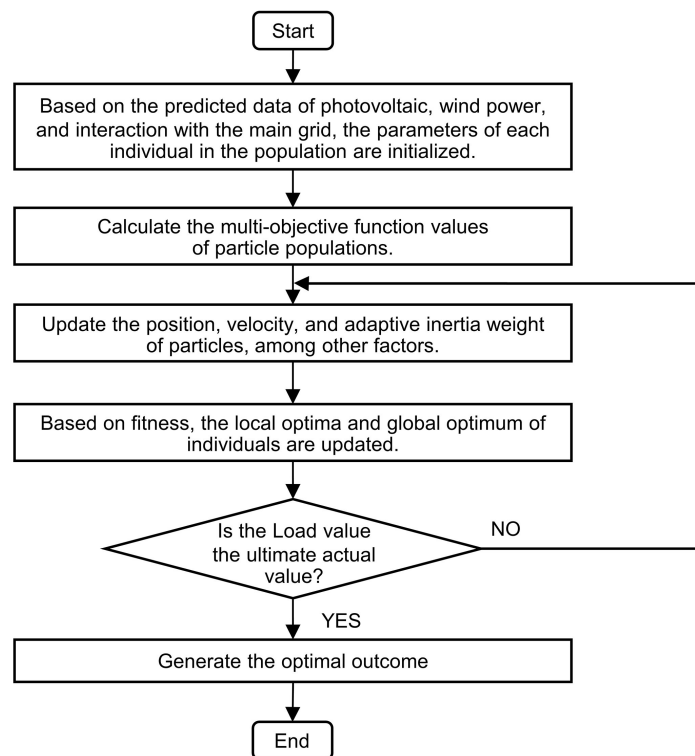 Start
Based on the predicted data of photovoltaic, wind power,
and interaction with the main grid, the parameters of each
individual in the population are initialized.
Calculate the multi-objective function values
of particle populations.
Update the position, velocity, and adaptive inertia weight
of particles, among other factors.
Based on fitness, the local optima and global optimum of
individuals are updated.
Is the Load value
the ultimate actual
value?
NO
YES
Generate the optimal outcome
End